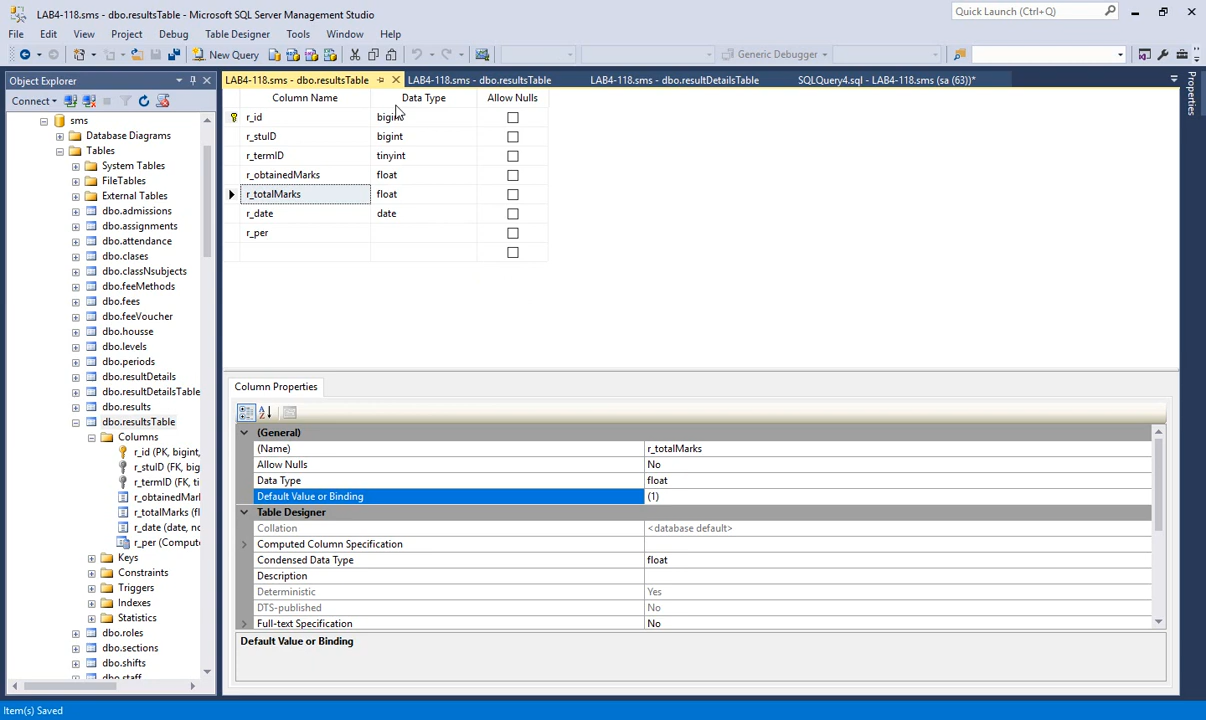 LAB4-118.sms - dbo.resultsTable - Microsoft SQL Server Management Studio
Quick Launch (Ctrl+Q)
File Edit View Project Debug Table Designer Tools Window Help
New Query
Generic Debugger
Object Explorer
Connect
sms
Database Diagrams
Tables
System Tables
FileTables
External Tables
dbo.admissions
dbo.assignments
dbo.attendance
dbo.clases
dbo.classNsubjects
dbo.feeMethods
dbo.fees
dbo.feeVoucher
dbo.housse
dbo.levels
dbo.periods
dbo.resultDetails
dbo.resultDetailsTable
dbo.results
dbo.resultsTable
Columns
r_id (PK, bigint,
r_stuID (FK, big
r_termID (FK, ti
r_obtainedMarl
r_totalMarks (fl
r_date (date, no
r_per (Compute
Keys
Constraints
Triggers
Indexes
Statistics
dbo.roles
dbo.sections
dbo.shifts
dbo.staff
LAB4-118.sms - dbo.resultsTable
LAB4-118.sms - dbo.resultsTable
LAB4-118.sms - dbo.resultDetailsTable
SQLQuery4.sql - LAB4-118.sms (sa (63))*
Column Name Data Type Allow Nulls
r_id bigint
r_stuID bigint
r_termID tinyint
r_obtainedMarks float
r_totalMarks float
r_date date
r_per
Column Properties
(General)
(Name) r_totalMarks
Allow Nulls No
Data Type float
Default Value or Binding (1)
Table Designer
Collation <database default>
Computed Column Specification
Condensed Data Type float
Description
Deterministic Yes
DTS-published No
Full-text Specification No
Default Value or Binding
Properties
Item(s) Saved